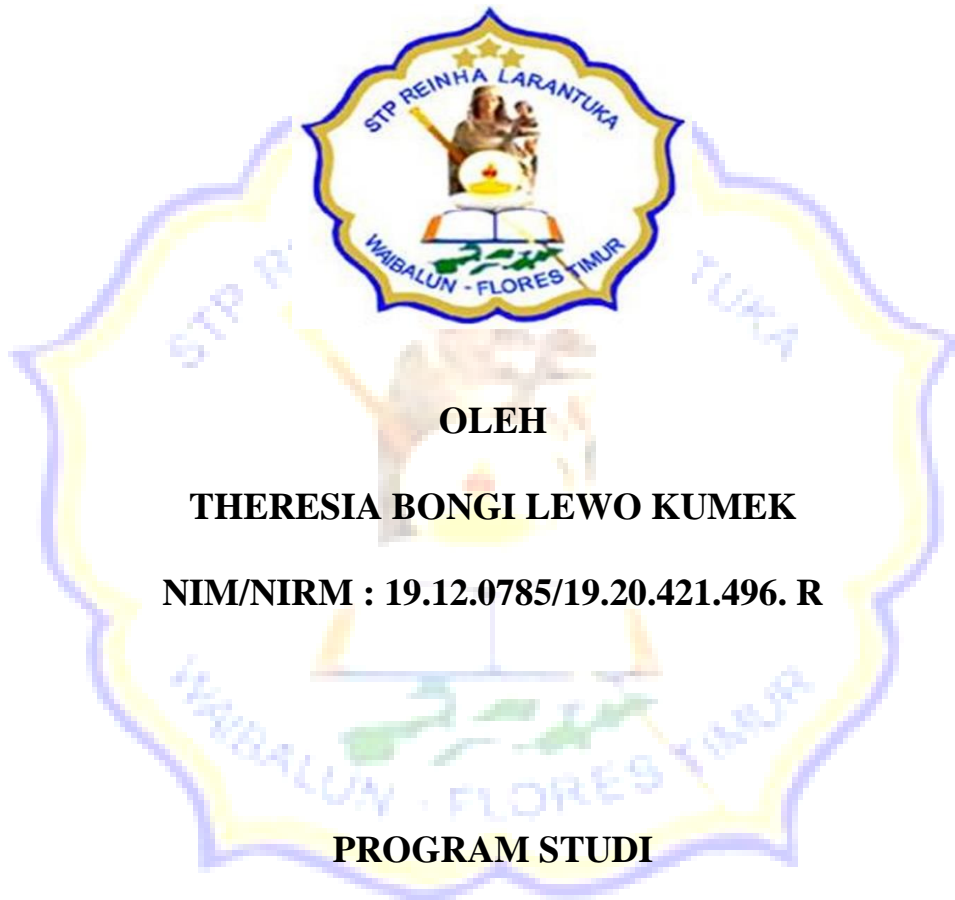 STP REINHA LARANTUKA
WAIBALUN - FLORES TIMUR
OLEH
THERESIA BONGI LEWO KUMEK
NIM/NIRM : 19.12.0785/19.20.421.496. R
PROGRAM STUDI